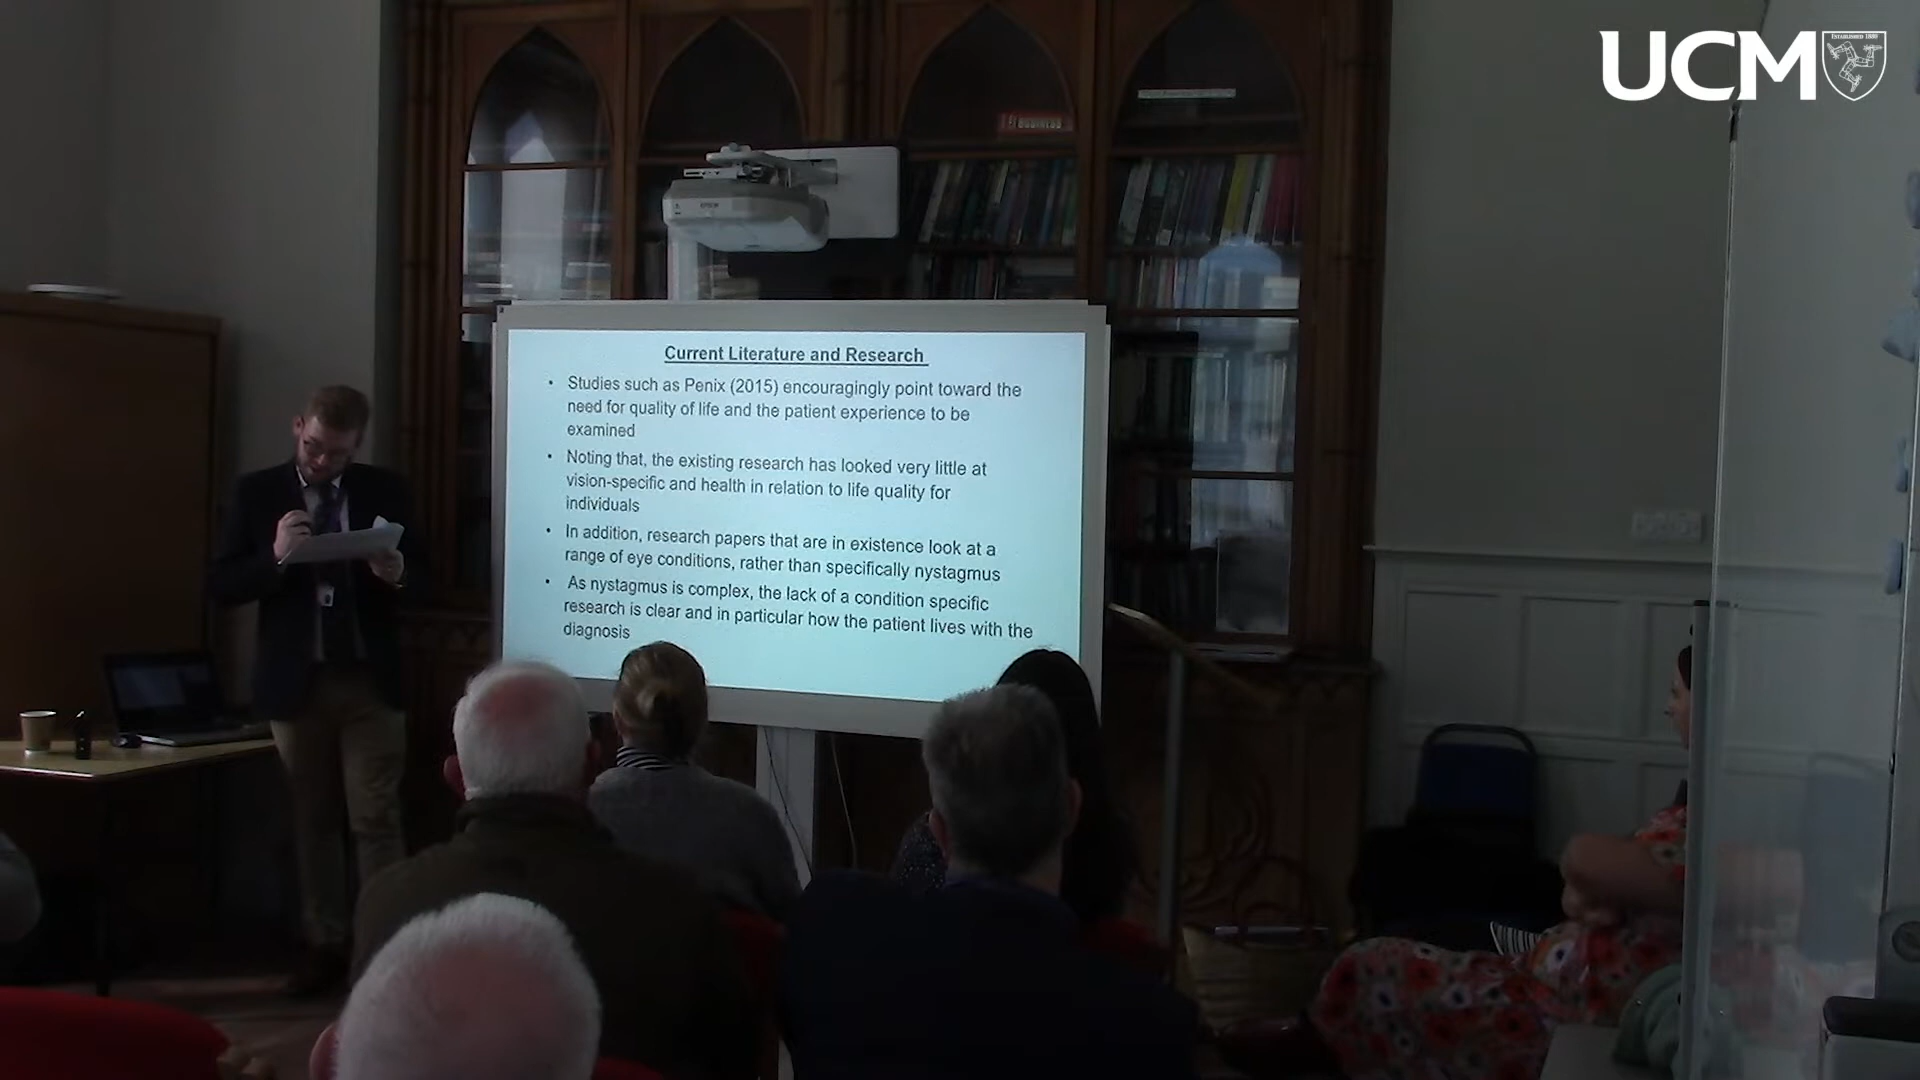 UCM
ESTABLISHED 1880
BUSINESS
EPSON
Current Literature and Research
• Studies such as Penix (2015) encouragingly point toward the
need for quality of life and the patient experience to be
examined
• Noting that, the existing research has looked very little at
vision-specific and health in relation to life quality for
individuals
• In addition, research papers that are in existence look at a
range of eye conditions, rather than specifically nystagmus
• As nystagmus is complex, the lack of a condition specific
research is clear and in particular how the patient lives with the
diagnosis